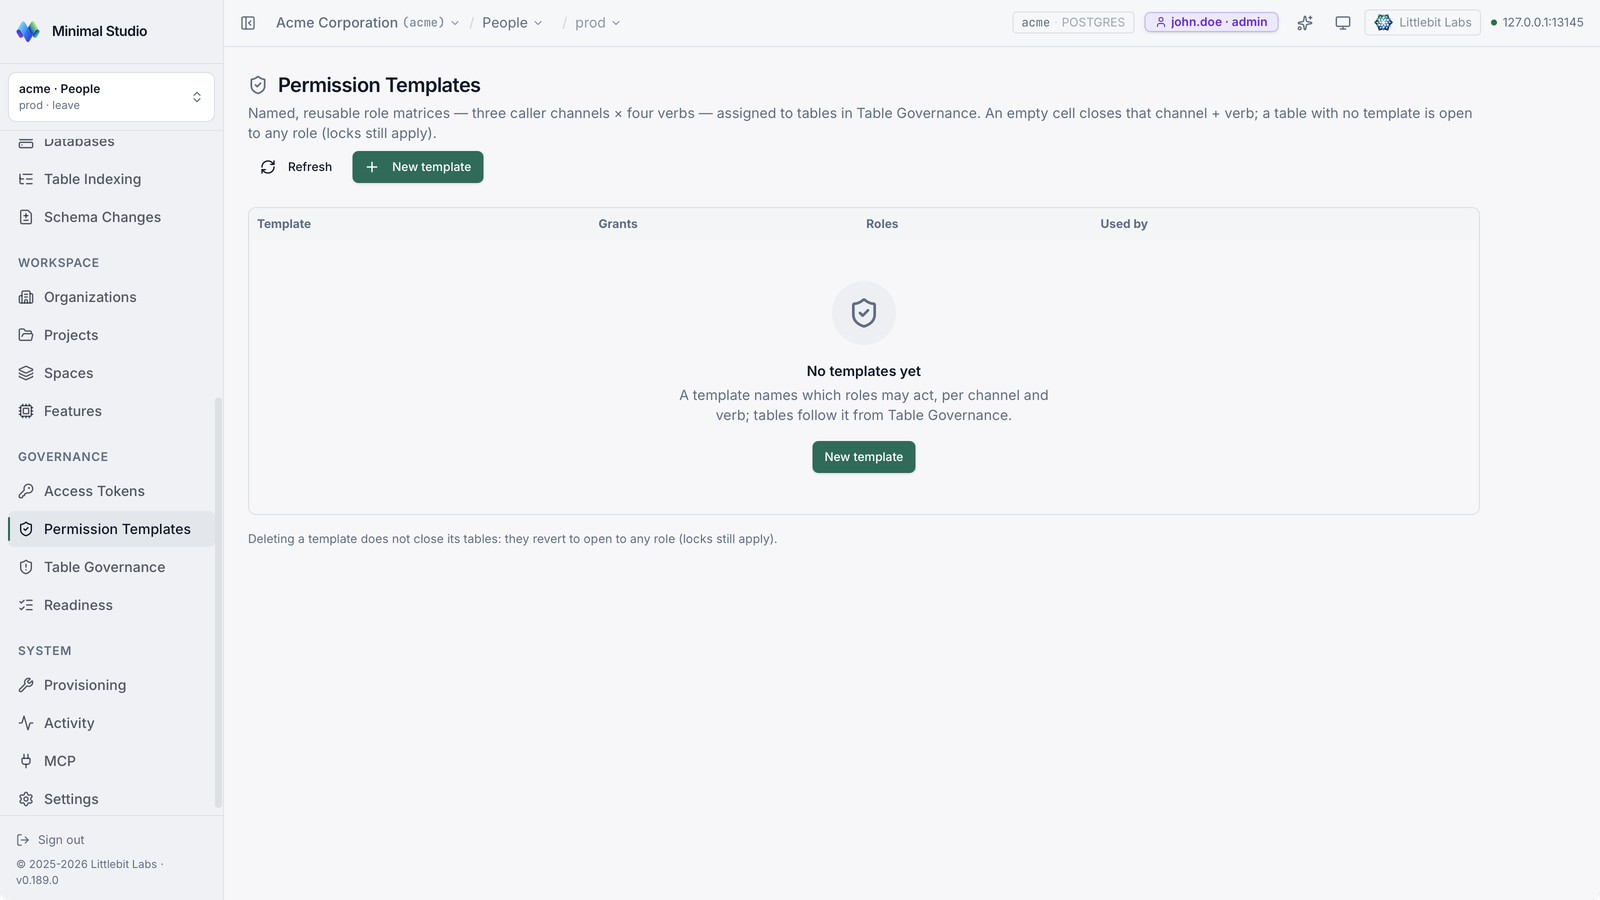 Minimal Studio
acme · People
prod · leave
Databases
Table Indexing
Schema Changes
WORKSPACE
Organizations
Projects
Spaces
Features
GOVERNANCE
Access Tokens
Permission Templates
Table Governance
Readiness
SYSTEM
Provisioning
Activity
MCP
Settings
Sign out
© 2025-2026 Littlebit Labs ·
v0.189.0
Acme Corporation (acme) / People / prod
acme · POSTGRES
john.doe · admin
Littlebit Labs
127.0.0.1:13145
Permission Templates
Named, reusable role matrices — three caller channels × four verbs — assigned to tables in Table Governance. An empty cell closes that channel + verb; a table with no template is open
to any role (locks still apply).
Refresh
New template
Template Grants Roles Used by
No templates yet
A template names which roles may act, per channel and
verb; tables follow it from Table Governance.
New template
Deleting a template does not close its tables: they revert to open to any role (locks still apply).